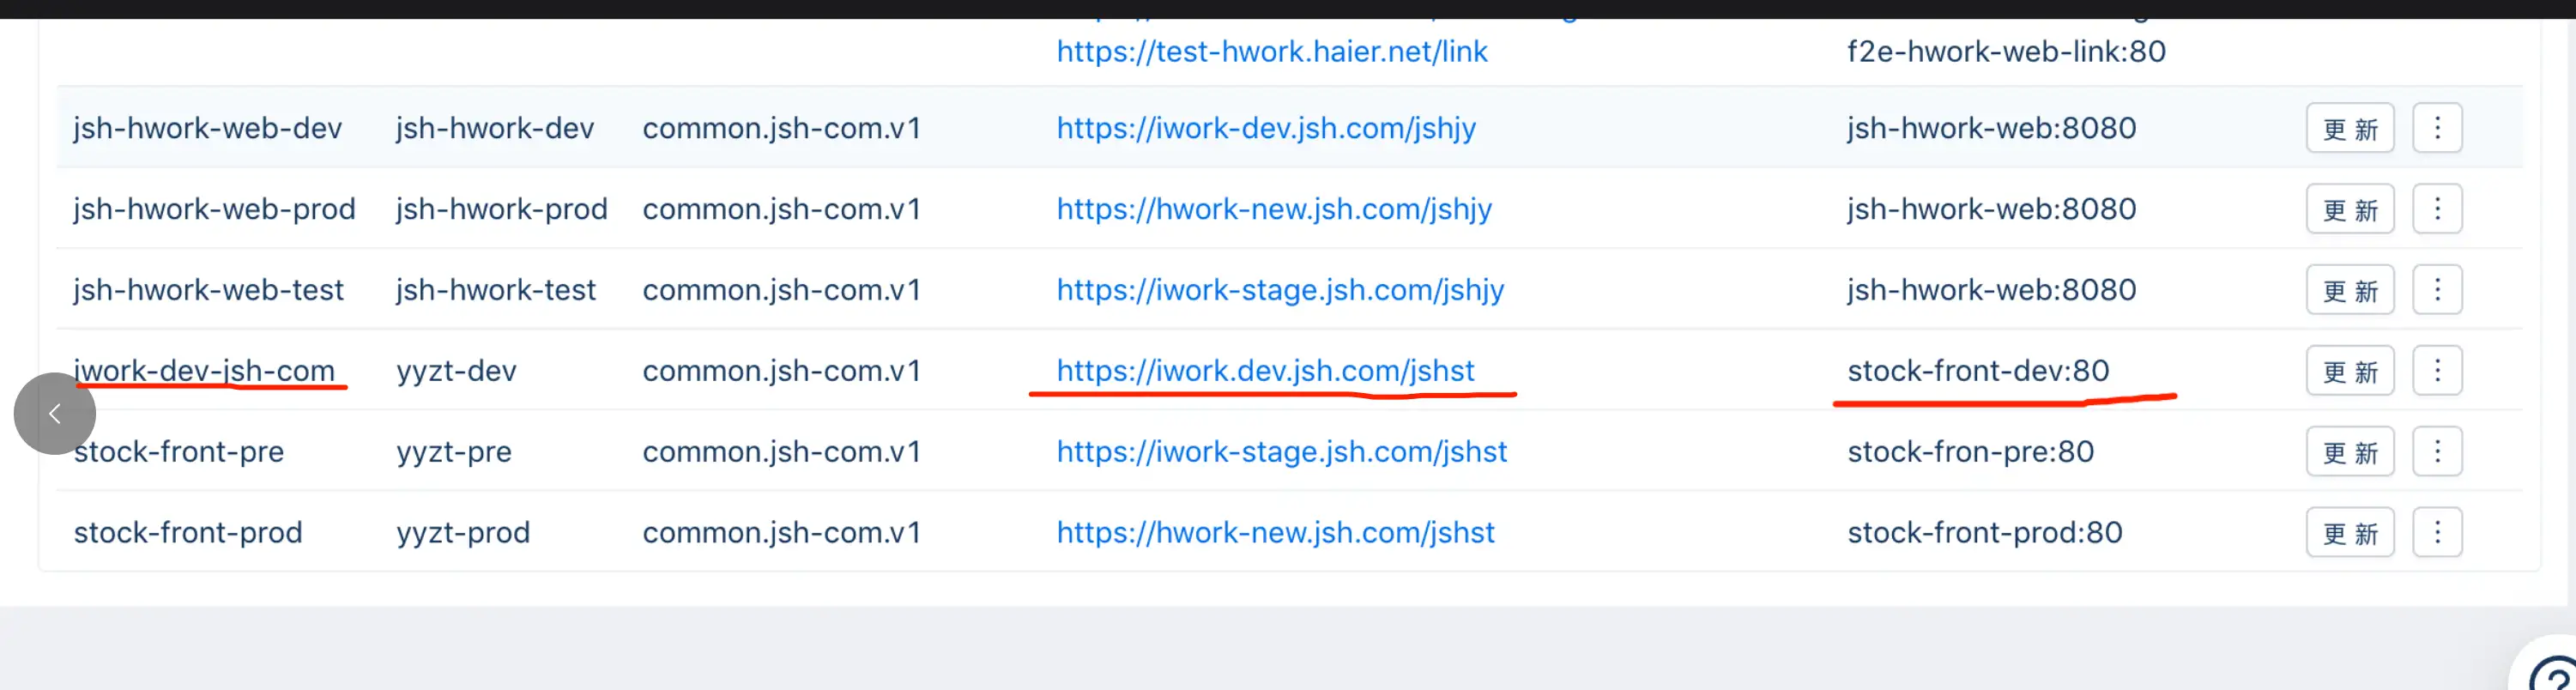 https://test-hwork.haier.net/link f2e-hwork-web-link:80
jsh-hwork-web-dev jsh-hwork-dev common.jsh-com.v1 https://iwork-dev.jsh.com/jshjy jsh-hwork-web:8080 更新
jsh-hwork-web-prod jsh-hwork-prod common.jsh-com.v1 https://hwork-new.jsh.com/jshjy jsh-hwork-web:8080 更新
jsh-hwork-web-test jsh-hwork-test common.jsh-com.v1 https://iwork-stage.jsh.com/jshjy jsh-hwork-web:8080 更新
iwork-dev-jsh-com yyzt-dev common.jsh-com.v1 https://iwork.dev.jsh.com/jshst stock-front-dev:80 更新
stock-front-pre yyzt-pre common.jsh-com.v1 https://iwork-stage.jsh.com/jshst stock-fron-pre:80 更新
stock-front-prod yyzt-prod common.jsh-com.v1 https://hwork-new.jsh.com/jshst stock-front-prod:80 更新